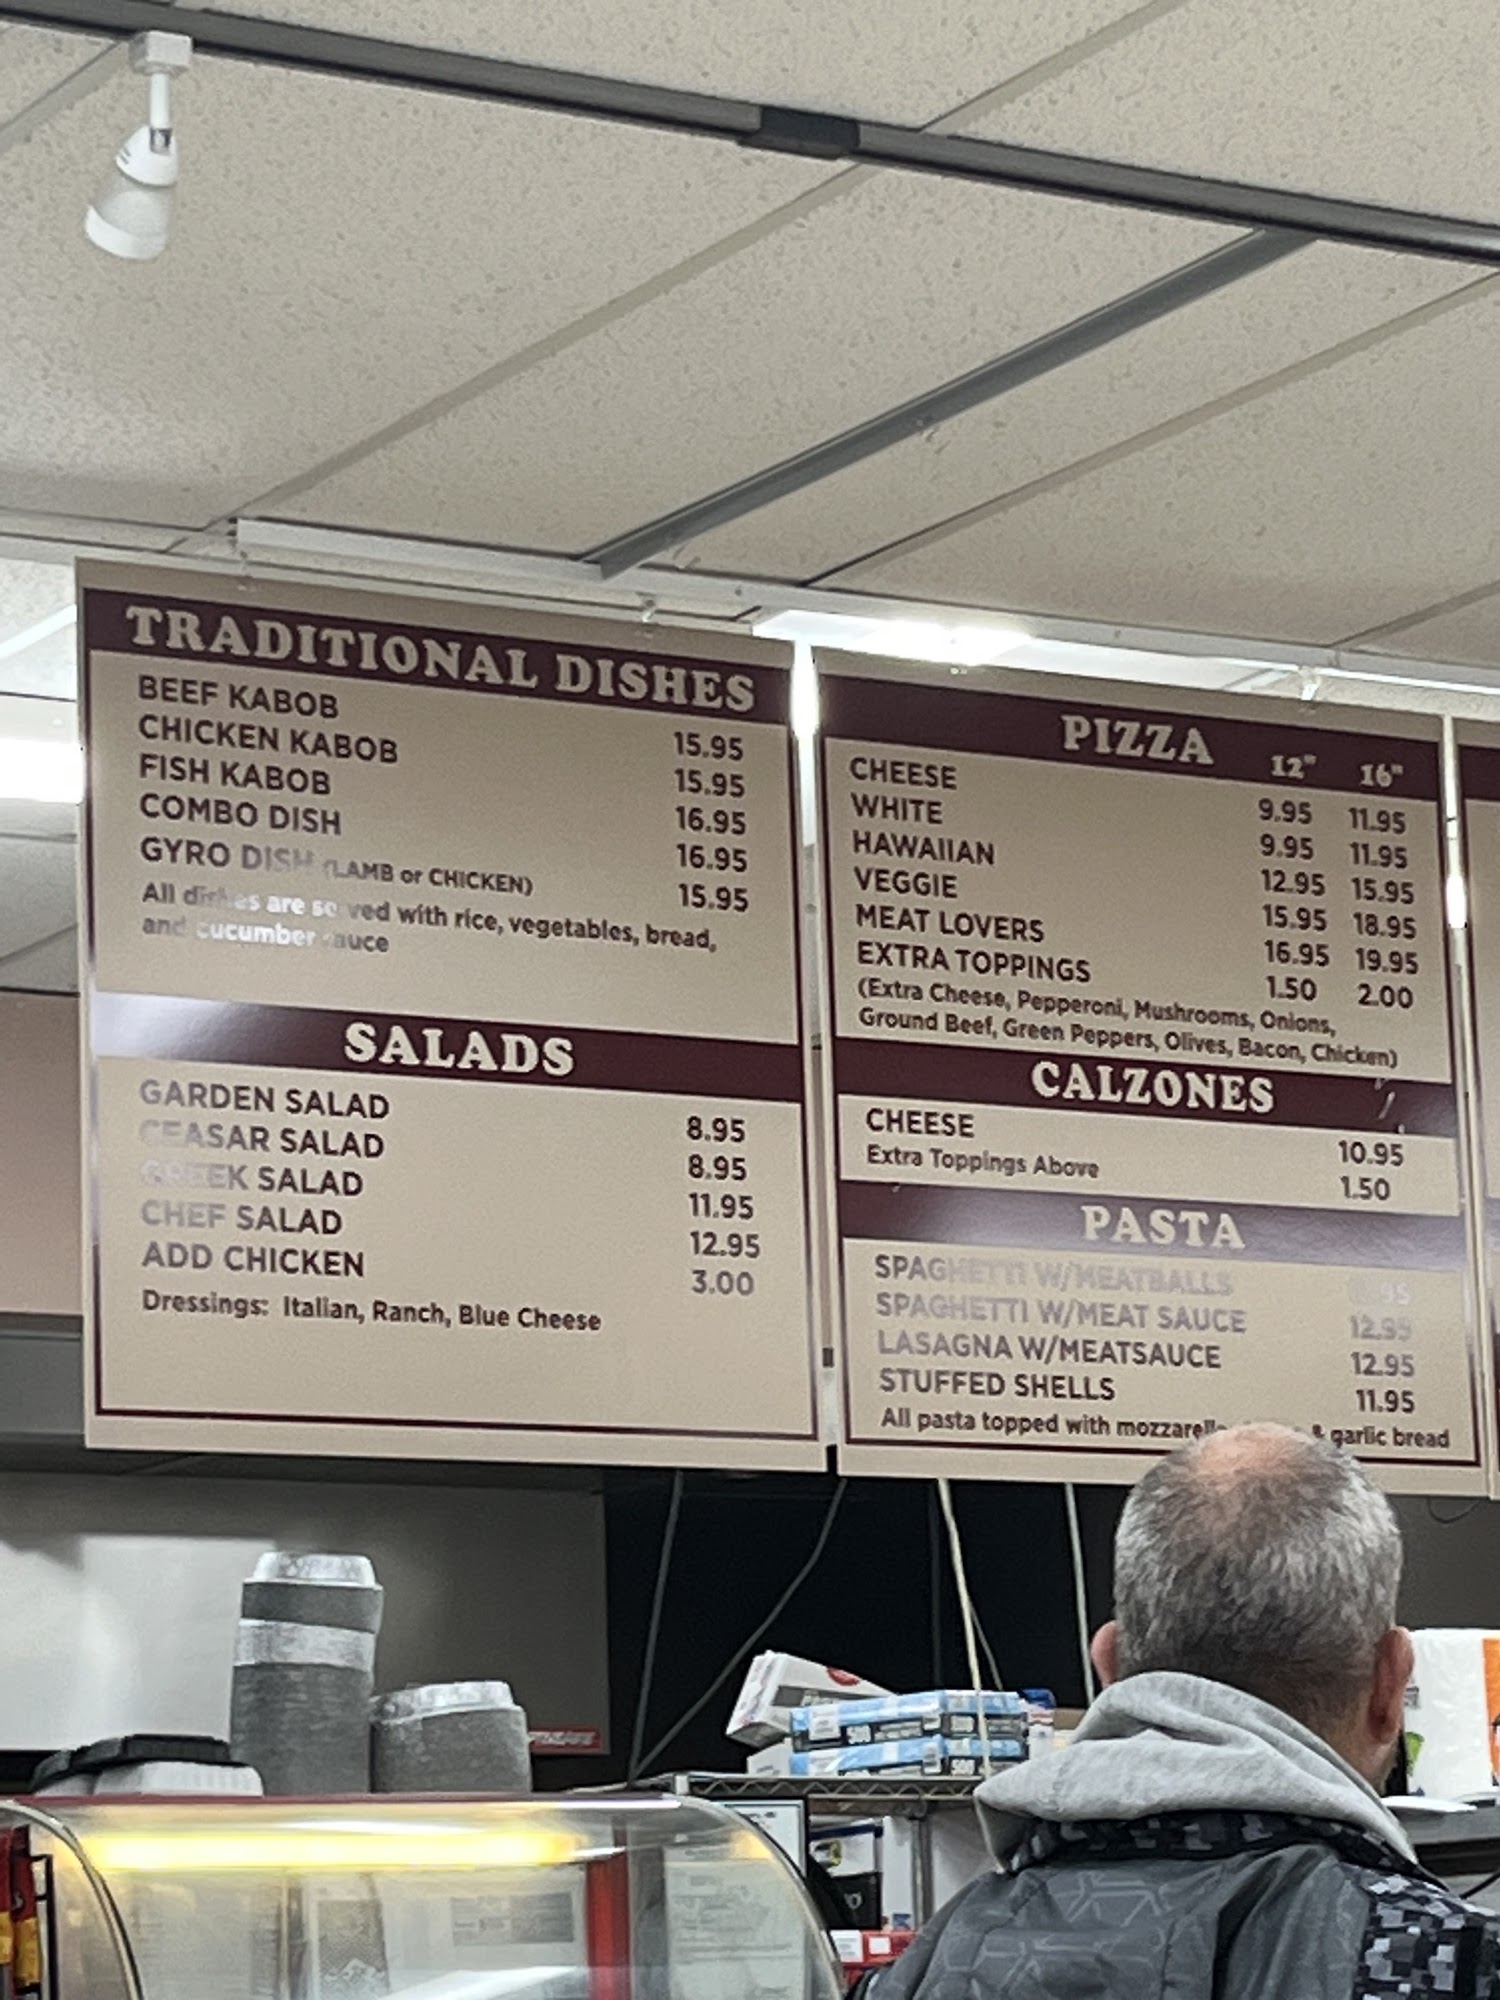 TRADITIONAL DISHES
BEEF KABOB 15.95
CHICKEN KABOB 15.95
FISH KABOB 16.95
COMBO DISH 16.95
GYRO DISH (LAMB or CHICKEN) 15.95
All dishes are served with rice, vegetables, bread,
and cucumber sauce
SALADS
GARDEN SALAD 8.95
CEASAR SALAD 8.95
GREEK SALAD 11.95
CHEF SALAD 12.95
ADD CHICKEN 3.00
Dressings: Italian, Ranch, Blue Cheese
PIZZA 12" 16"
CHEESE 9.95 11.95
WHITE 9.95 11.95
HAWAIIAN 12.95 15.95
VEGGIE 15.95 18.95
MEAT LOVERS 16.95 19.95
EXTRA TOPPINGS 1.50 2.00
(Extra Cheese, Pepperoni, Mushrooms, Onions,
Ground Beef, Green Peppers, Olives, Bacon, Chicken)
CALZONES
CHEESE 10.95
Extra Toppings Above 1.50
PASTA
SPAGHETTI W/MEATBALLS
SPAGHETTI W/MEAT SAUCE 12.95
LASAGNA W/MEATSAUCE 12.95
STUFFED SHELLS 11.95
All pasta topped with mozzarella & garlic bread
500
500